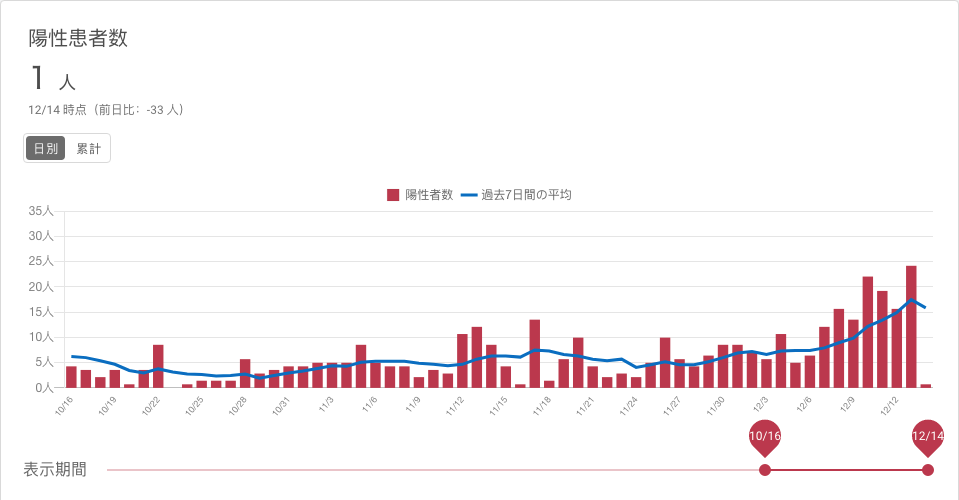 陽性患者数
1 人
12/14 時点（前日比： -33 人）
日別 累計
陽性者数 過去7日間の平均
35人
30人
25人
20人
15人
10人
5人
0人
10/16 10/19 10/22 10/25 10/28 10/31 11/3 11/6 11/9 11/12 11/15 11/18 11/21 11/24 11/27 11/30 12/3 12/6 12/9 12/12
10/16 12/14
表示期間